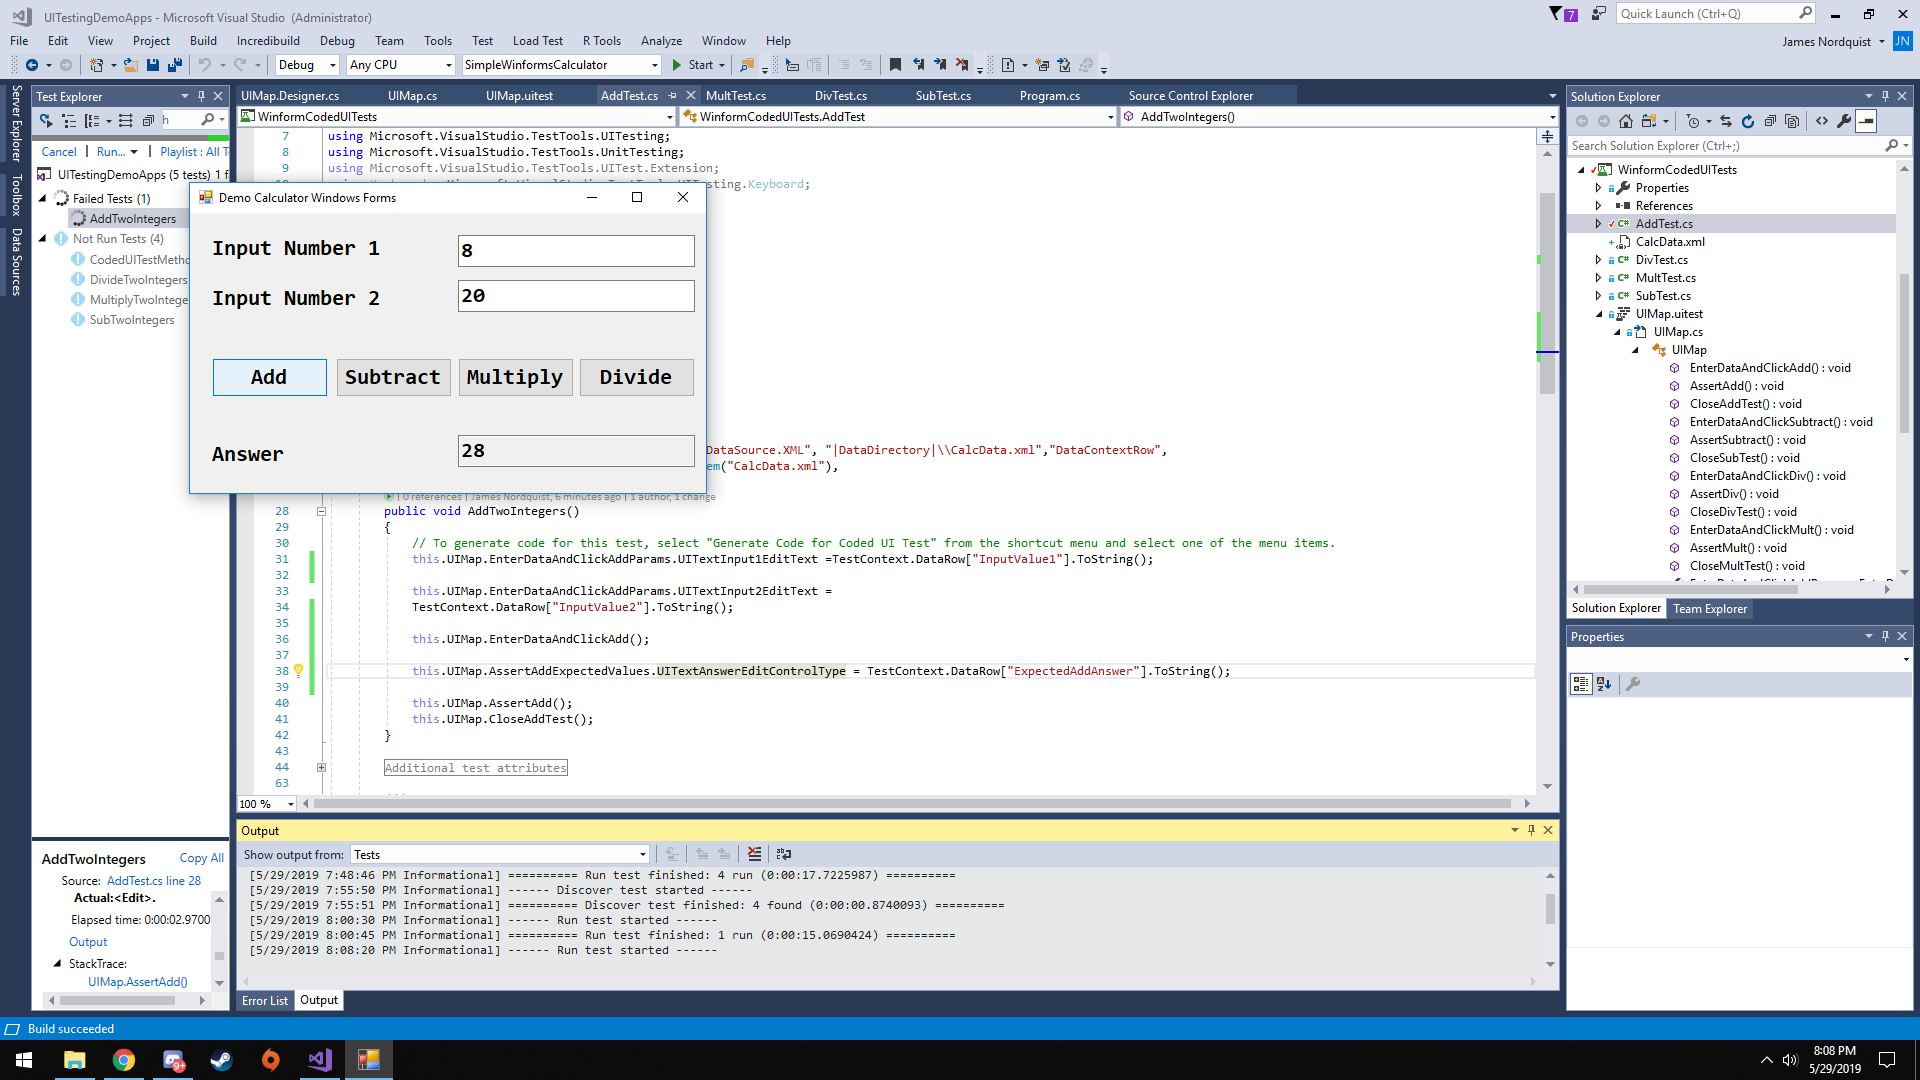 UITestingDemoApps - Microsoft Visual Studio (Administrator)
7
Quick Launch (Ctrl+Q)
File Edit View Project Build Incredibuild Debug Team Tools Test Load Test R Tools Analyze Window Help
James Nordquist JN
Debug Any CPU SimpleWinformsCalculator Start
Server Explorer
Toolbox
Data Sources
Test Explorer
h
Cancel Run... Playlist : All T
UITestingDemoApps (5 tests) 1 f
Failed Tests (1)
AddTwoIntegers
Not Run Tests (4)
CodedUITestMetho
DivideTwoIntegers
MultiplyTwoIntege
SubTwoIntegers
AddTwoIntegers Copy All
Source: AddTest.cs line 28
Actual:<Edit>.
Elapsed time: 0:00:02.9700
Output
StackTrace:
UIMap.AssertAdd()
UIMap.Designer.cs UIMap.cs UIMap.uitest AddTest.cs MultTest.cs DivTest.cs SubTest.cs Program.cs Source Control Explorer
WinformCodedUITests WinformCodedUITests.AddTest AddTwoIntegers()
7 using Microsoft.VisualStudio.TestTools.UITesting;
8 using Microsoft.VisualStudio.TestTools.UnitTesting;
9 using Microsoft.VisualStudio.TestTools.UITest.Extension;
sting.Keyboard;
Demo Calculator Windows Forms
Input Number 1 8
Input Number 2 20
Add Subtract Multiply Divide
Answer 28
DataSource.XML", "|DataDirectory|\\CalcData.xml","DataContextRow",
em("CalcData.xml"),
0 references | James Nordquist, 6 minutes ago | 1 author, 1 change
28 public void AddTwoIntegers()
29 {
30 // To generate code for this test, select "Generate Code for Coded UI Test" from the shortcut menu and select one of the menu items.
31 this.UIMap.EnterDataAndClickAddParams.UITextInput1EditText =TestContext.DataRow["InputValue1"].ToString();
32
33 this.UIMap.EnterDataAndClickAddParams.UITextInput2EditText =
34 TestContext.DataRow["InputValue2"].ToString();
35
36 this.UIMap.EnterDataAndClickAdd();
37
38 this.UIMap.AssertAddExpectedValues.UITextAnswerEditControlType = TestContext.DataRow["ExpectedAddAnswer"].ToString();
39
40 this.UIMap.AssertAdd();
41 this.UIMap.CloseAddTest();
42 }
43
44 Additional test attributes
63
100 %
Output
Show output from: Tests
[5/29/2019 7:48:46 PM Informational] ========== Run test finished: 4 run (0:00:17.7225987) ==========
[5/29/2019 7:55:50 PM Informational] ------ Discover test started ------
[5/29/2019 7:55:51 PM Informational] ========== Discover test finished: 4 found (0:00:00.8740093) ==========
[5/29/2019 8:00:30 PM Informational] ------ Run test started ------
[5/29/2019 8:00:45 PM Informational] ========== Run test finished: 1 run (0:00:15.0690424) ==========
[5/29/2019 8:08:20 PM Informational] ------ Run test started ------
Error List Output
Solution Explorer
Search Solution Explorer (Ctrl+;)
WinformCodedUITests
Properties
References
AddTest.cs
CalcData.xml
DivTest.cs
MultTest.cs
SubTest.cs
UIMap.uitest
UIMap.cs
UIMap
EnterDataAndClickAdd() : void
AssertAdd() : void
CloseAddTest() : void
EnterDataAndClickSubtract() : void
AssertSubtract() : void
CloseSubTest() : void
EnterDataAndClickDiv() : void
AssertDiv() : void
CloseDivTest() : void
EnterDataAndClickMult() : void
AssertMult() : void
CloseMultTest() : void
Solution Explorer Team Explorer
Properties
Build succeeded
9+
8:08 PM
5/29/2019